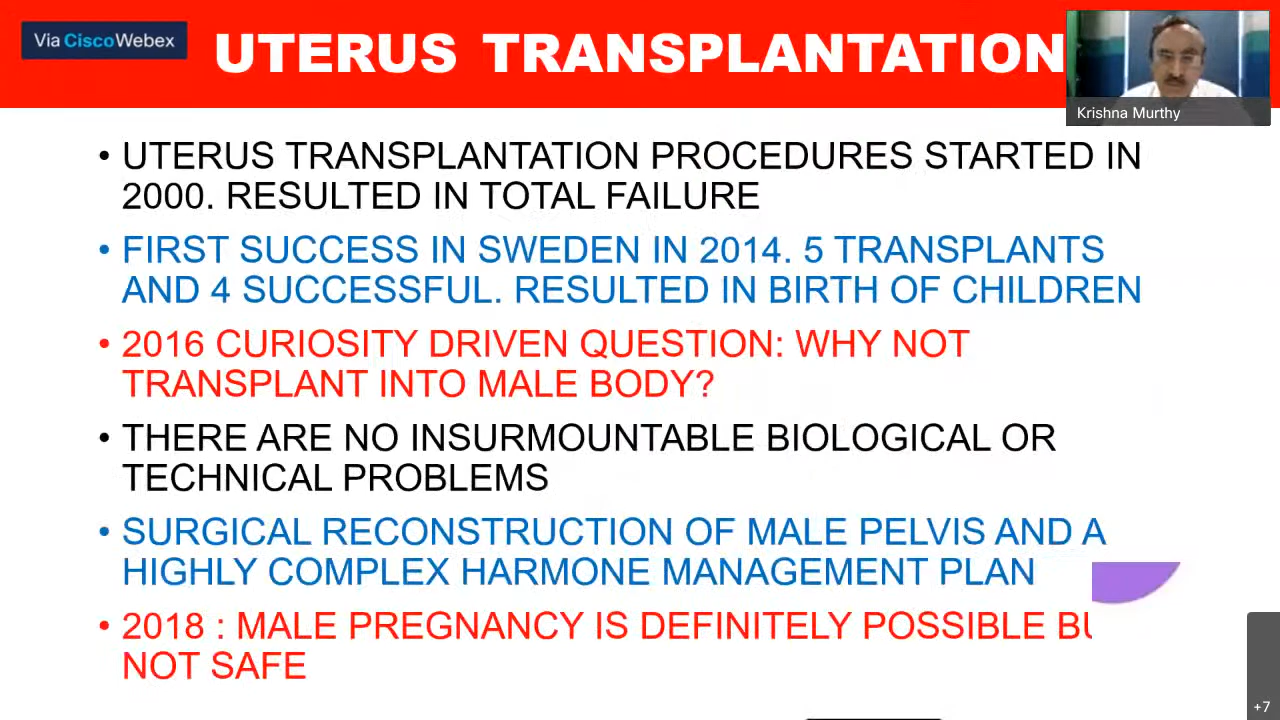 Via CiscoWebex
UTERUS TRANSPLANTATION
Krishna Murthy
• UTERUS TRANSPLANTATION PROCEDURES STARTED IN
2000. RESULTED IN TOTAL FAILURE
• FIRST SUCCESS IN SWEDEN IN 2014. 5 TRANSPLANTS
AND 4 SUCCESSFUL. RESULTED IN BIRTH OF CHILDREN
• 2016 CURIOSITY DRIVEN QUESTION: WHY NOT
TRANSPLANT INTO MALE BODY?
• THERE ARE NO INSURMOUNTABLE BIOLOGICAL OR
TECHNICAL PROBLEMS
• SURGICAL RECONSTRUCTION OF MALE PELVIS AND A
HIGHLY COMPLEX HARMONE MANAGEMENT PLAN
• 2018 : MALE PREGNANCY IS DEFINITELY POSSIBLE
NOT SAFE
+7